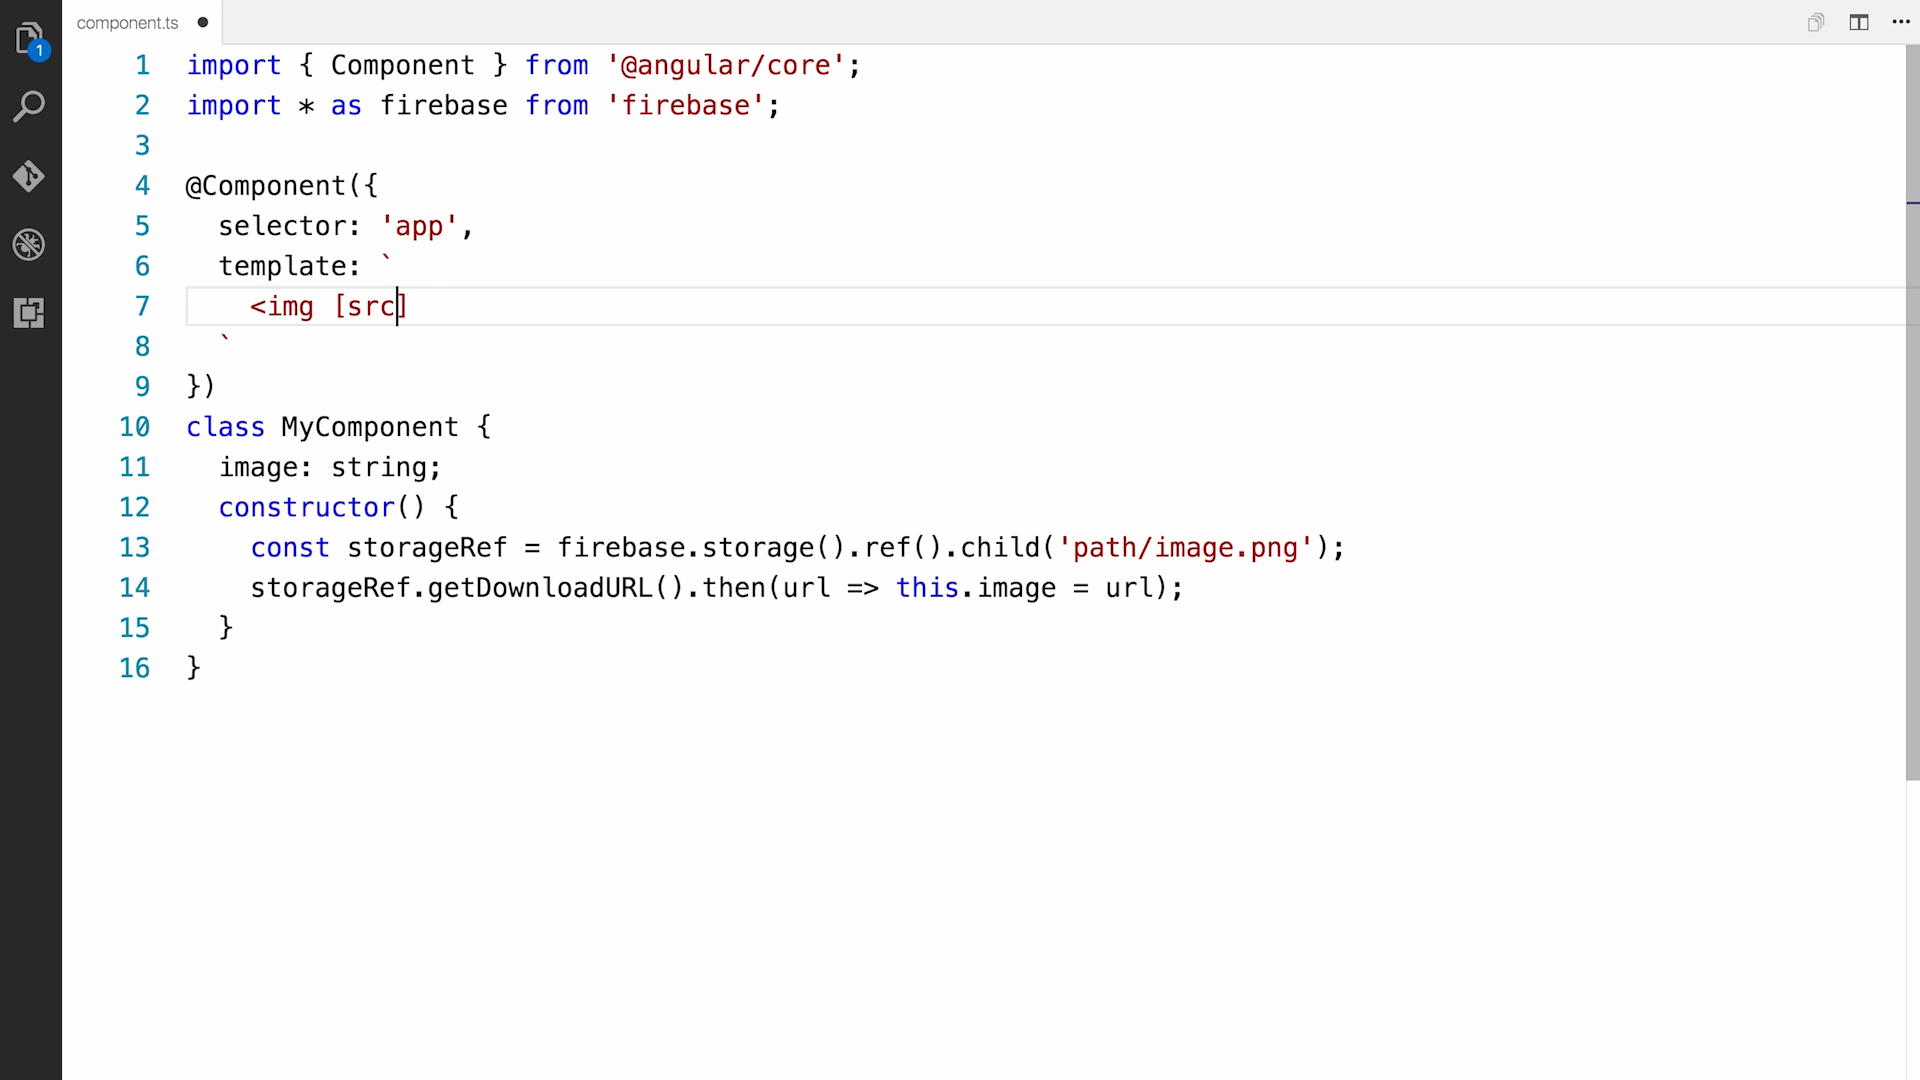 component.ts
1
1 import { Component } from '@angular/core';
2 import * as firebase from 'firebase';
3
4 @Component({
5   selector: 'app',
6   template: `
7     <img [src]
8   `
9 })
10 class MyComponent {
11   image: string;
12   constructor() {
13     const storageRef = firebase.storage().ref().child('path/image.png');
14     storageRef.getDownloadURL().then(url => this.image = url);
15   }
16 }